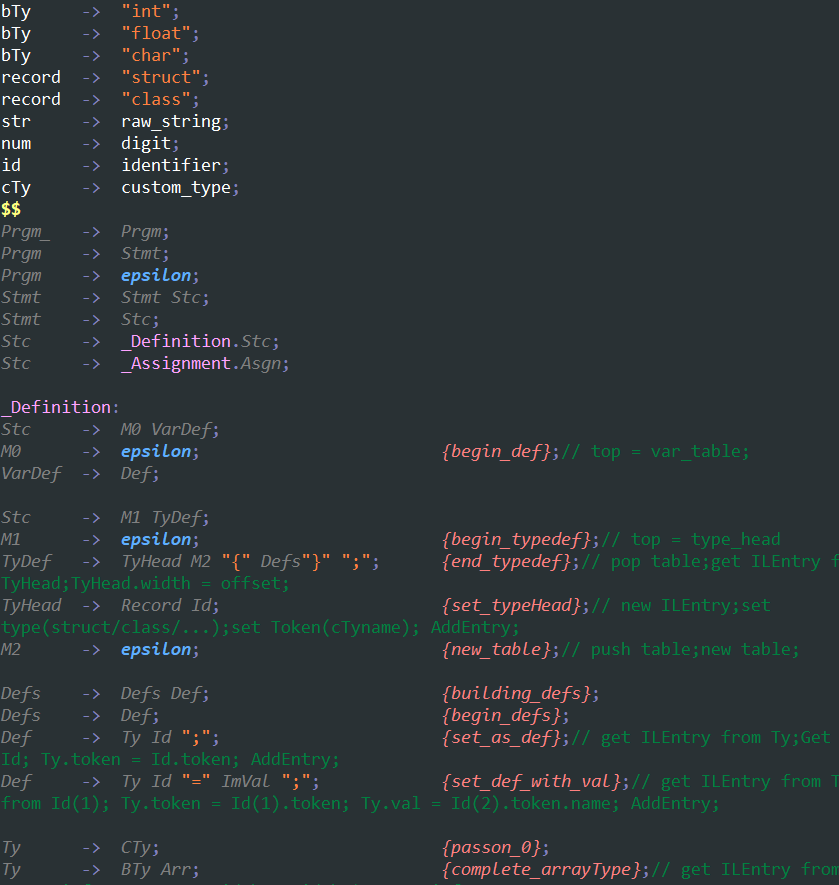 bTy -> "int";
bTy -> "float";
bTy -> "char";
record -> "struct";
record -> "class";
str -> raw_string;
num -> digit;
id -> identifier;
cTy -> custom_type;
$$
Prgm_ -> Prgm;
Prgm -> Stmt;
Prgm -> epsilon;
Stmt -> Stmt Stc;
Stmt -> Stc;
Stc -> _Definition.Stc;
Stc -> _Assignment.Asgn;
_Definition:
Stc -> M0 VarDef;
M0 -> epsilon; {begin_def};// top = var_table;
VarDef -> Def;
Stc -> M1 TyDef;
M1 -> epsilon; {begin_typedef};// top = type_head
TyDef -> TyHead M2 "{" Defs"}" ";"; {end_typedef};// pop table;get ILEntry f
TyHead;TyHead.width = offset;
TyHead -> Record Id; {set_typeHead};// new ILEntry;set
type(struct/class/...);set Token(cTyname); AddEntry;
M2 -> epsilon; {new_table};// push table;new table;
Defs -> Defs Def; {building_defs};
Defs -> Def; {begin_defs};
Def -> Ty Id ";"; {set_as_def};// get ILEntry from Ty;Get
Id; Ty.token = Id.token; AddEntry;
Def -> Ty Id "=" ImVal ";"; {set_def_with_val};// get ILEntry from T
from Id(1); Ty.token = Id(1).token; Ty.val = Id(2).token.name; AddEntry;
Ty -> CTy; {passon_0};
Ty -> BTy Arr; {complete_arrayType};// get ILEntry from